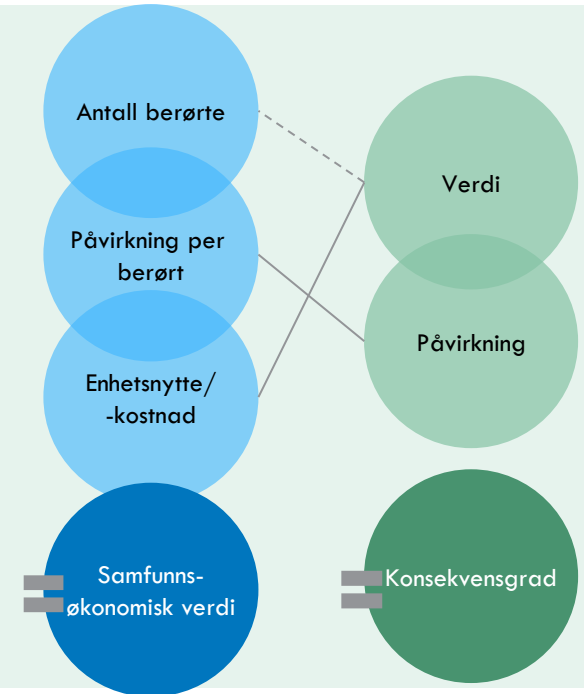 Antall berørte
Påvirkning per
berørt
Enhetsnytte/
-kostnad
Samfunns-
økonomisk verdi
Verdi
Påvirkning
Konsekvensgrad